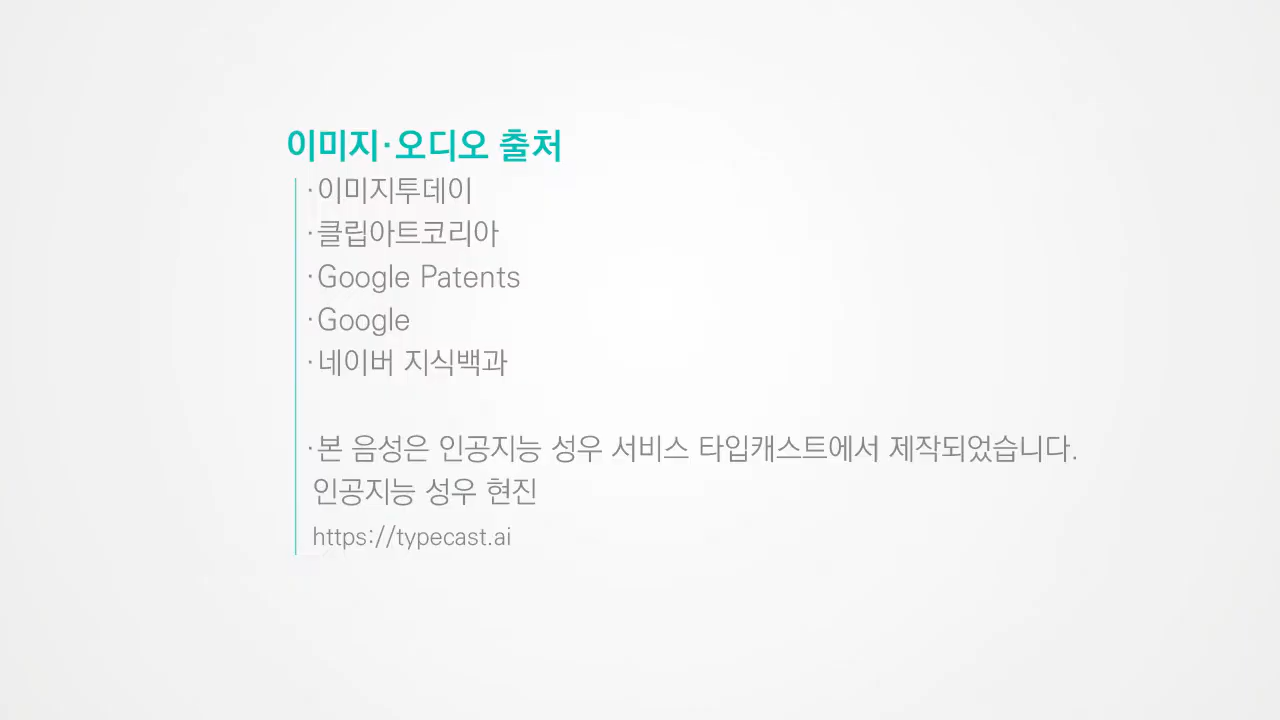 이미지·오디오 출처
·이미지투데이
·클립아트코리아
·Google Patents
·Google
·네이버 지식백과
·본 음성은 인공지능 성우 서비스 타입캐스트에서 제작되었습니다.
인공지능 성우 현진
https://typecast.ai